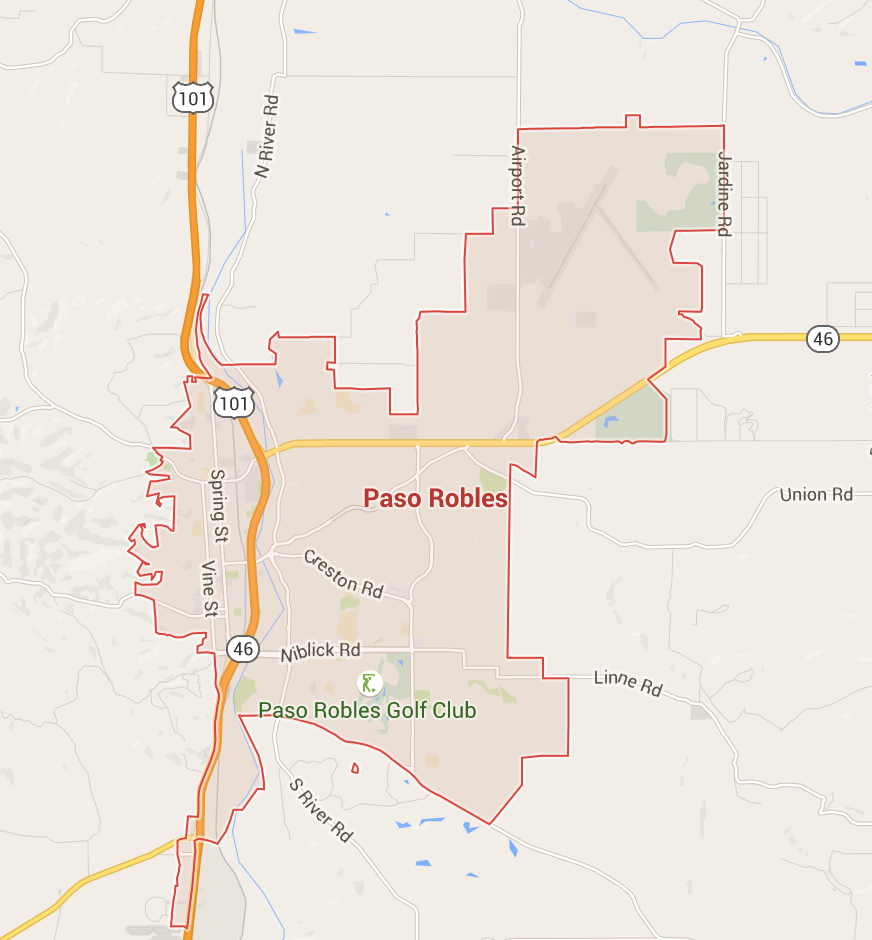 101
N River Rd
Airport Rd
Jardine Rd
46
101
Paso Robles
Union Rd
Spring St
Creston Rd
Vine St
46
Niblick Rd
Linne Rd
Paso Robles Golf Club
S River Rd